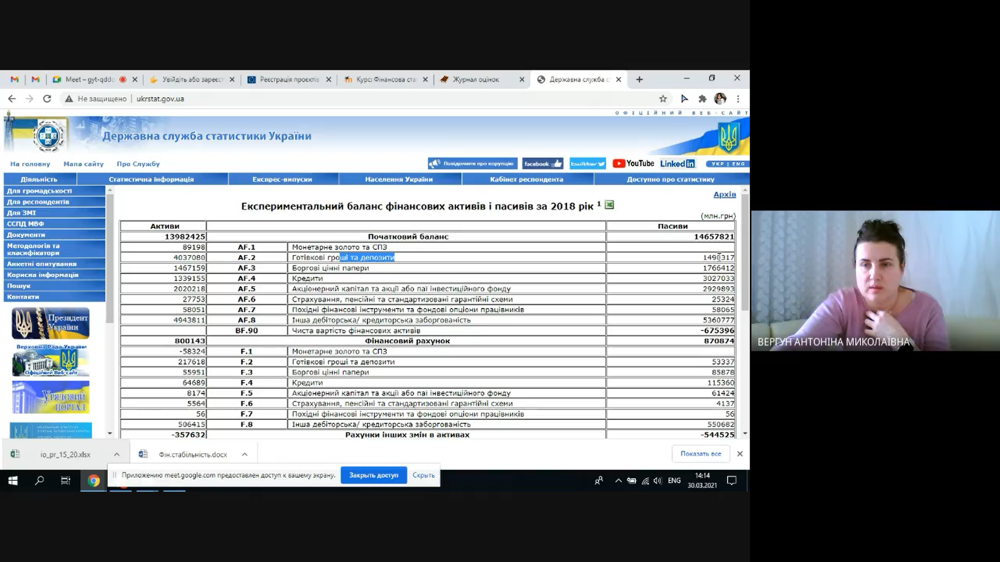 Meet – gyt-qddo
Увійдіть або зареєст
Реєстрація проєктів
Курс: Фінансова ста
Журнал оцінок
Державна служба с
Не защищено | ukrstat.gov.ua
ОФІЦІЙНИЙ ВЕБ-САЙТ
Державна служба статистики України
На головну Мапа сайту Про Службу
Повідомити про корупцію facebook twitter YouTube LinkedIn УКР | ENG
Діяльність Статистична інформація Експрес-випуски Населення України Кабінет респондента Доступно про статистику
Для громадськості
Для респондентів
Для ЗМІ
ССПД МВФ
Документи
Методологія та
класифікатори
Анкетні опитування
Корисна інформація
Пошук
Контакти
Президент
України
Верховна Рада України
Офіційний Веб-сайт
Урядовий
портал
Архів
Експериментальний баланс фінансових активів і пасивів за 2018 рік 1
(млн.грн)
Активи Пасиви
13982425 Початковий баланс 14657821
89198 AF.1 Монетарне золото та СПЗ
4037080 AF.2 Готівкові гроші та депозити
1467159 AF.3 Боргові цінні папери 1766412
1339155 AF.4 Кредити 3027033
2020218 AF.5 Акціонерний капітал та акції або паї інвестиційного фонду 2929893
27753 AF.6 Страхування, пенсійні та стандартизовані гарантійні схеми 25324
58051 AF.7 Похідні фінансові інструменти та фондові опціони працівників 58065
4943811 AF.8 Інша дебіторська/ кредиторська заборгованість 5360777
BF.90 Чиста вартість фінансових активів -675396
800143 Фінансовий рахунок 870874
-58324 F.1 Монетарне золото та СПЗ
217618 F.2 Готівкові гроші та депозити 53337
55951 F.3 Боргові цінні папери 85878
64689 F.4 Кредити 115360
8174 F.5 Акціонерний капітал та акції або паї інвестиційного фонду 61424
5564 F.6 Страхування, пенсійні та стандартизовані гарантійні схеми 4137
56 F.7 Похідні фінансові інструменти та фондові опціони працівників 56
506415 F.8 Інша дебіторська/ кредиторська заборгованість 550682
-357632 Рахунки інших змін в активах -544525
io_pr_15_20.xlsx
Фін.стабільність.docx
Показать все
Приложению meet.google.com предоставлен доступ к вашему экрану.
Закрыть доступ
Скрыть
ENG
14:14
30.03.2021
ВЕРГУН АНТОНІНА МИКОЛАЇВНА